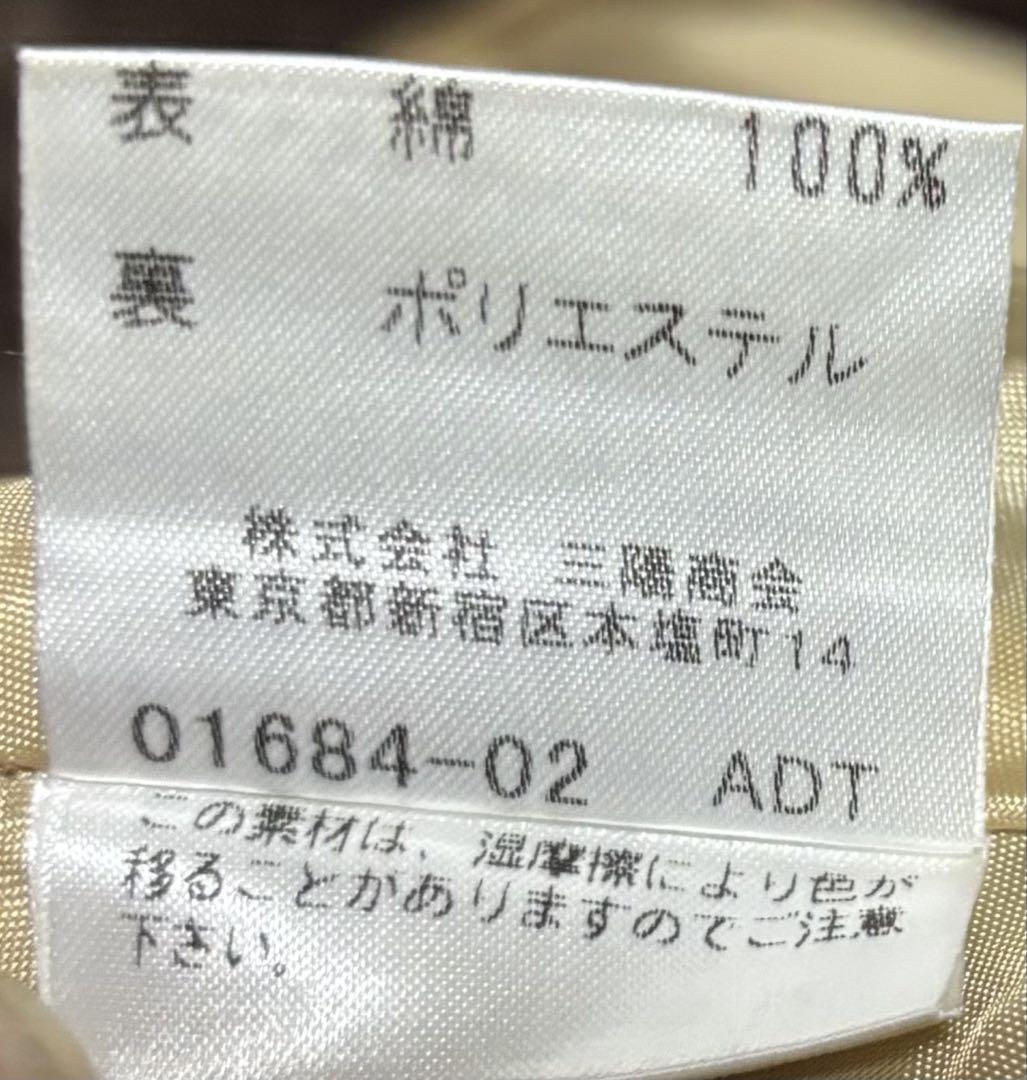 表 綿 100%
裏 ポリエステル
株式会社 三陽商会
東京都新宿区本塩町14
01684-02 ADT
この素材は、湿摩擦により色が
移ることがありますのでご注意
下さい。